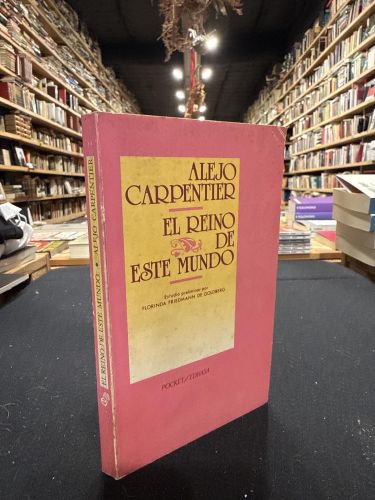 ALEJO
CARPENTIER
EL REINO
DE
ESTE MUNDO
Estudio preliminar por
FLORINDA FRIEDMANN DE GOLDBERG
POCKET/EDHASA
EL REINO DE ESTE MUNDO • ALEJO CARPENTIER